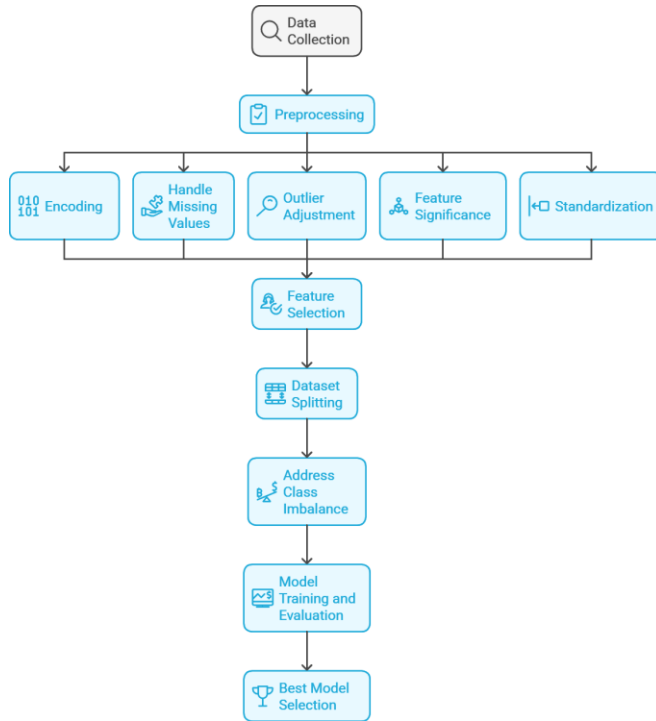 Data
Collection
Preprocessing
010
101
Encoding
Handle
Missing
Values
Outlier
Adjustment
Feature
Significance
Standardization
Feature
Selection
Dataset
Splitting
B
$
Address
Class
Imbalance
$
Model
Training and
Evaluation
Best Model
Selection